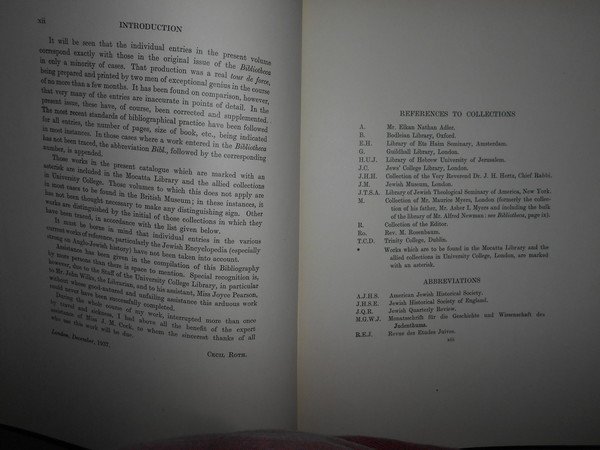 xii
INTRODUCTION
It will be seen that the individual entries in the present volume
correspond exactly with those in the original issue of the Bibliotheca
in only a minority of cases. That production was a real tour de force,
being prepared and printed by two men of exceptional genius in the course
of no more than a few months. It has been found on comparison, however,
that very many of the entries are inaccurate in points of detail. In the
present issue, these have, of course, been corrected and supplemented.
The most recent standards of bibliographical practice have been followed
for all entries, the number of pages, size of book, etc., being indicated
in most instances. In those cases where a work entered in the Bibliotheca
has not been traced, the abbreviation Bibl., followed by the corresponding
number, is appended.
Those works in the present catalogue which are marked with an
asterisk are included in the Mocatta Library and the allied collections
in University College. Those volumes to which this does not apply are
in most cases to be found in the British Museum; in these instances, it
has not been thought necessary to make any distinguishing sign. Other
works are denoted by the initial of those collections in which they
have been traced, in accordance with the list given below.
It must be borne in mind that individual entries in the various
current works of reference, particularly the Jewish Encyclopedia (especially
strong on Anglo-Jewish history) have not been taken into account.
Assistance has been given in the compilation of this Bibliography
by more persons than there is space to mention. Special recognition is,
however, due to the Staff of the University College Library, in particular
to Mr. John Wilks, the Librarian, and to his assistant, Miss Joyce Pearson,
without whose good-natured and unfailing assistance this arduous work
could never have been successfully completed.
During the whole course of my work, interrupted more than once
by travel and sickness, I had above all the benefit of the expert
assistance of Miss J. M. Cork, to whom the sincerest thanks of all
who use this work will be due.
London, December, 1937.
CECIL ROTH.
REFERENCES TO COLLECTIONS
A. Mr. Elkan Nathan Adler.
B. Bodleian Library, Oxford.
E.H. Library of Ets Haim Seminary, Amsterdam.
G. Guildhall Library, London.
H.U.J. Library of Hebrew University of Jerusalem.
J.C. Jews' College Library, London.
J.H.H. Collection of the Very Reverend Dr. J. H. Hertz, Chief Rabbi.
J.M. Jewish Museum, London.
J.T.S.A. Library of Jewish Theological Seminary of America, New York.
M. Collection of Mr. Maurice Myers, London (formerly the collection
of his father, Mr. Asher I. Myers and including the bulk
of the library of Mr. Alfred Newman: see Bibliotheca, page ix).
R. Collection of the Editor.
Ro. Rev. M. Rosenbaum.
T.C.D. Trinity College, Dublin.
* Works which are to be found in the Mocatta Library and the
allied collections in University College, London, are marked
with an asterisk.
ABBREVIATIONS
A.J.H.S. American Jewish Historical Society.
J.H.S.E. Jewish Historical Society of England.
J.Q.R. Jewish Quarterly Review.
M.G.W.J. Monatsschrift für die Geschichte und Wissenschaft des
Judenthums.
R.E.J. Revue des Etudes Juives.
xiii